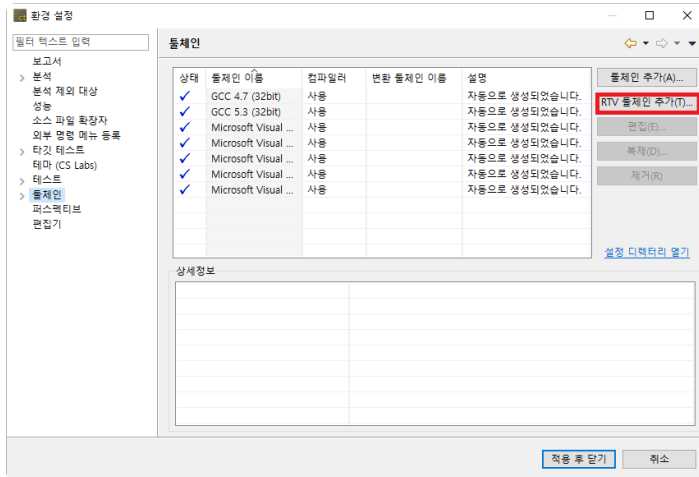 환경 설정
필터 텍스트 입력
보고서
분석
분석 제외 대상
성능
소스 파일 확장자
외부 명령 메뉴 등록
타깃 테스트
테마 (CS Labs)
테스트
툴체인
퍼스펙티브
편집기
툴체인
상태 툴체인 이름 컴파일러 변환 툴체인 이름 설명
GCC 4.7 (32bit) 사용 자동으로 생성되었습니다.
GCC 5.3 (32bit) 사용 자동으로 생성되었습니다.
Microsoft Visual ... 사용 자동으로 생성되었습니다.
Microsoft Visual ... 사용 자동으로 생성되었습니다.
Microsoft Visual ... 사용 자동으로 생성되었습니다.
Microsoft Visual ... 사용 자동으로 생성되었습니다.
Microsoft Visual ... 사용 자동으로 생성되었습니다.
툴체인 추가(A)...
RTV 툴체인 추가(T)...
편집(E)...
복제(D)...
제거(R)
설정 디렉터리 열기
상세정보
적용 후 닫기 취소